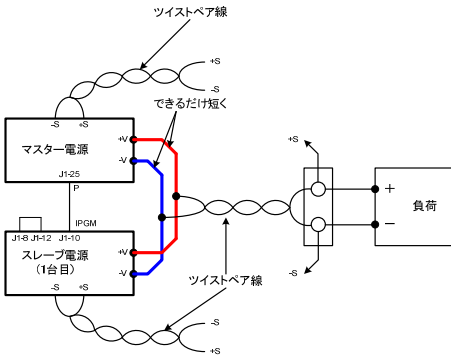 ツイストペア線
+S
-S
できるだけ短く
-S
+S
+V
-V
マスター電源
J1-25
P
IPGM
J1-8
J1-12
J1-10
スレーブ電源
(1台目)
+V
-V
-S
+S
ツイストペア線
-S
+S
+S
-S
+
-
負荷